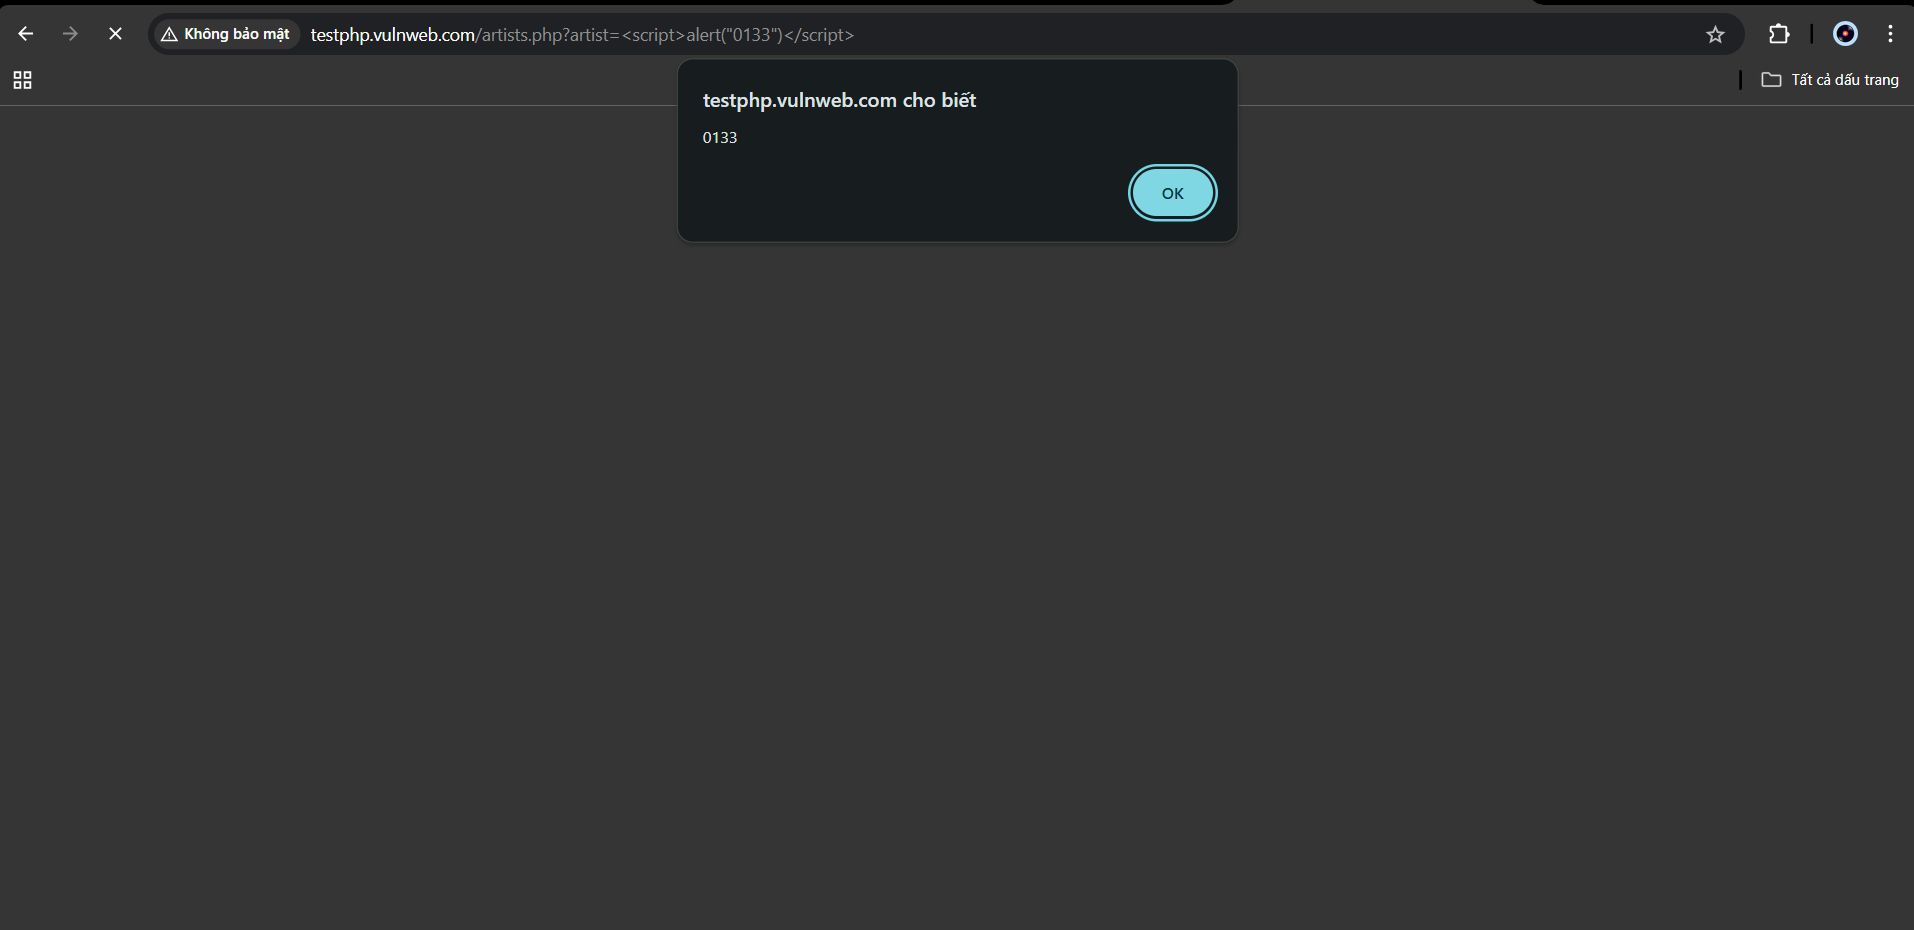 Không bảo mật testphp.vulnweb.com/artists.php?artist=<script>alert("0133")</script>
Tất cả dấu trang
testphp.vulnweb.com cho biết
0133
OK